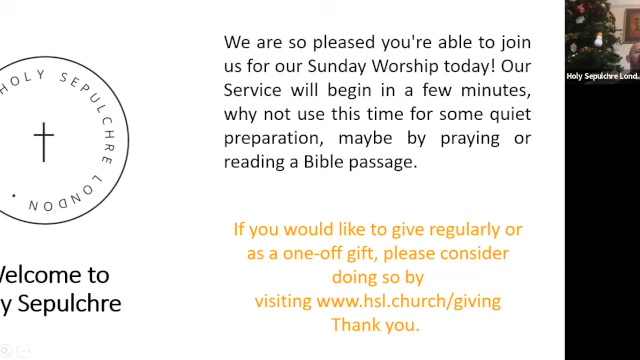 HOLY SEPULCHRE LONDON •
Welcome to
y Sepulchre
We are so pleased you're able to join
us for our Sunday Worship today! Our
Service will begin in a few minutes,
why not use this time for some quiet
preparation, maybe by praying or
reading a Bible passage.
If you would like to give regularly or
as a one-off gift, please consider
doing so by
visiting www.hsl.church/giving
Thank you.
Holy Sepulchre Lond...